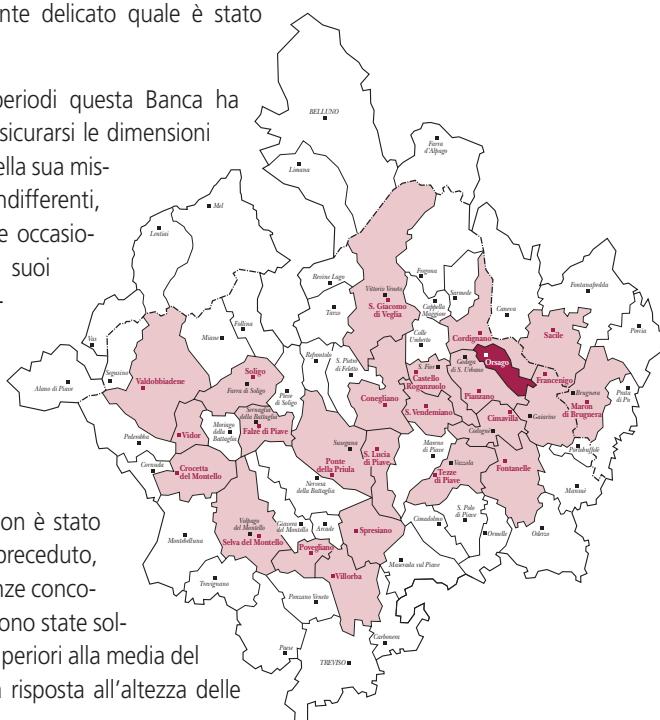 nte delicato quale è stato
periodi questa Banca ha
sicurarsi le dimensioni
ella sua mis-
ndifferenti,
e occasio-
suoi
-
on è stato
preceduto,
nze conco-
ono state sol-
periori alla media del
risposta all'altezza delle
BELLUNO
Farra
d'Alpago
Limana
Mel
Lentiai
Revine Lago
Fregona
Vittorio Veneto
S. Giacomo
di Veglia
Sarmede
Cappella
Maggiore
Caneva
Fontanafredda
Tarzo
Follina
Miane
Colle
Umberto
Cordignano
Sacile
Porcia
Vas
Segusino
Alano di Piave
Valdobbiadene
Soligo
Farra di Soligo
Refrontolo
S. Pietro
di Feletto
Pieve
di Soligo
S. Fior
Castello
Roganzuolo
Godega
di S. Urbano
Orsago
Francenigo
Pianzano
Conegliano
S. Vendemiano
Cimavilla
Gaiarine
Brugnera
Maron
di Brugnera
Prata
di Pn
Codognè
Portobuffolè
Sernaglia
della Battaglia
Falzè di Piave
Moriago
della
Battaglia
Vidor
Pederobba
Cornuda
Crocetta
del Montello
Susegana
Ponte
della Priula
S. Lucia
di Piave
Mareno
di Piave
Vazzola
Tezze
di Piave
Fontanelle
Mansuè
Nervesa
della Battaglia
Volpago
del Montello
Selva del Montello
Giavera
del Montello
Arcade
Spresiano
Cimadolmo
S. Polo
di Piave
Ormelle
Oderzo
Montebelluna
Povegliano
Villorba
Maserada sul Piave
Trevignano
Ponzano Veneto
Paese
Carbonera
TREVISO